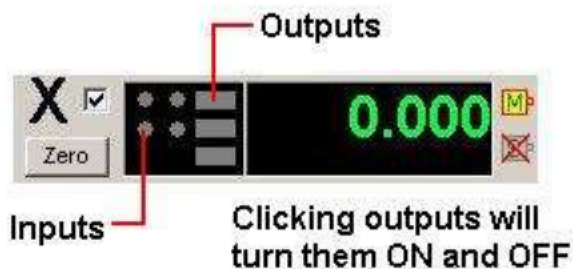 Outputs
X
0.000
M
Zero
Inputs
Clicking outputs will
turn them ON and OFF